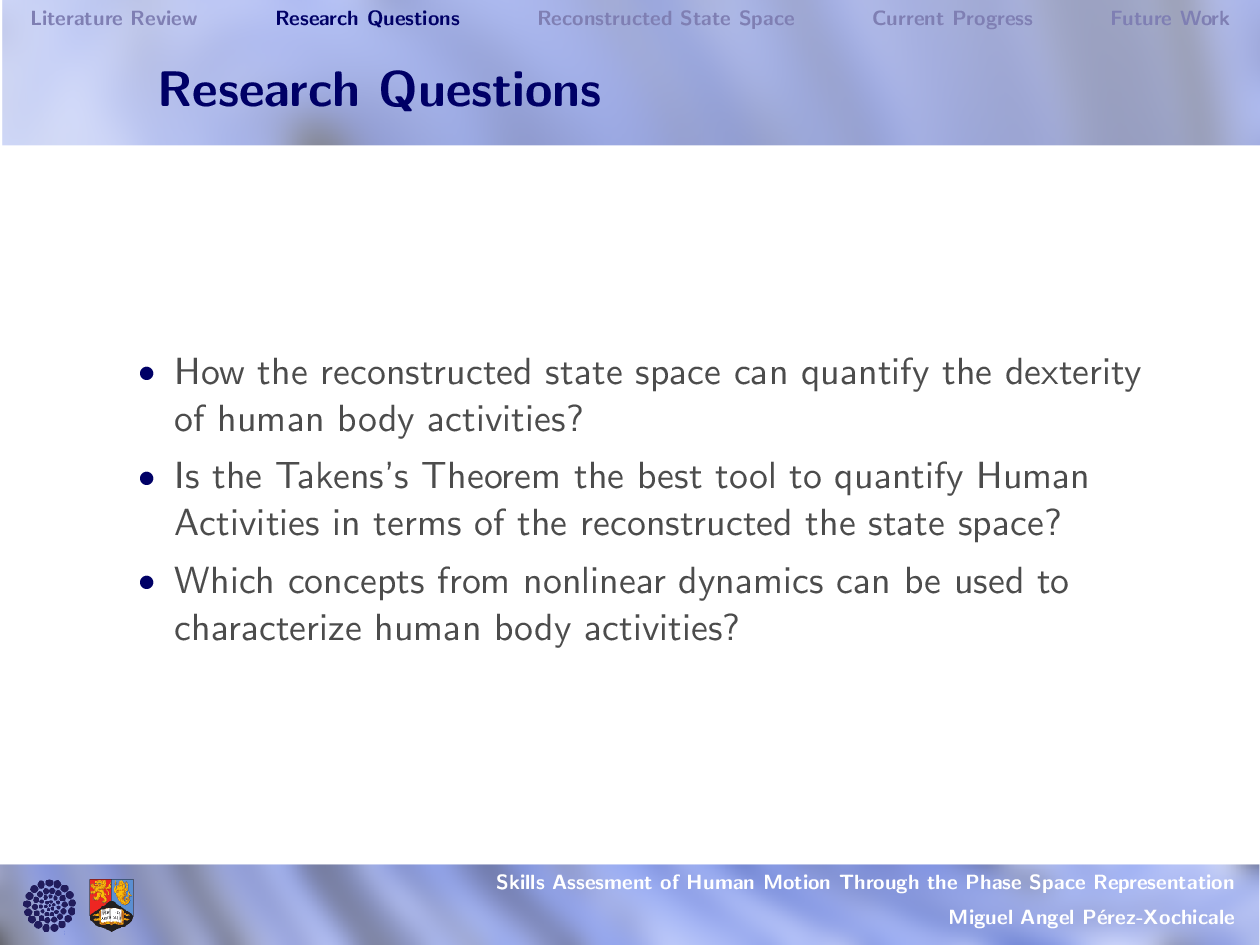 Literature Review Research Questions Reconstructed State Space Current Progress Future Work
Research Questions
• How the reconstructed state space can quantify the dexterity
of human body activities?
• Is the Takens's Theorem the best tool to quantify Human
Activities in terms of the reconstructed the state space?
• Which concepts from nonlinear dynamics can be used to
characterize human body activities?
Skills Assesment of Human Motion Through the Phase Space Representation
Miguel Angel Pérez-Xochicale